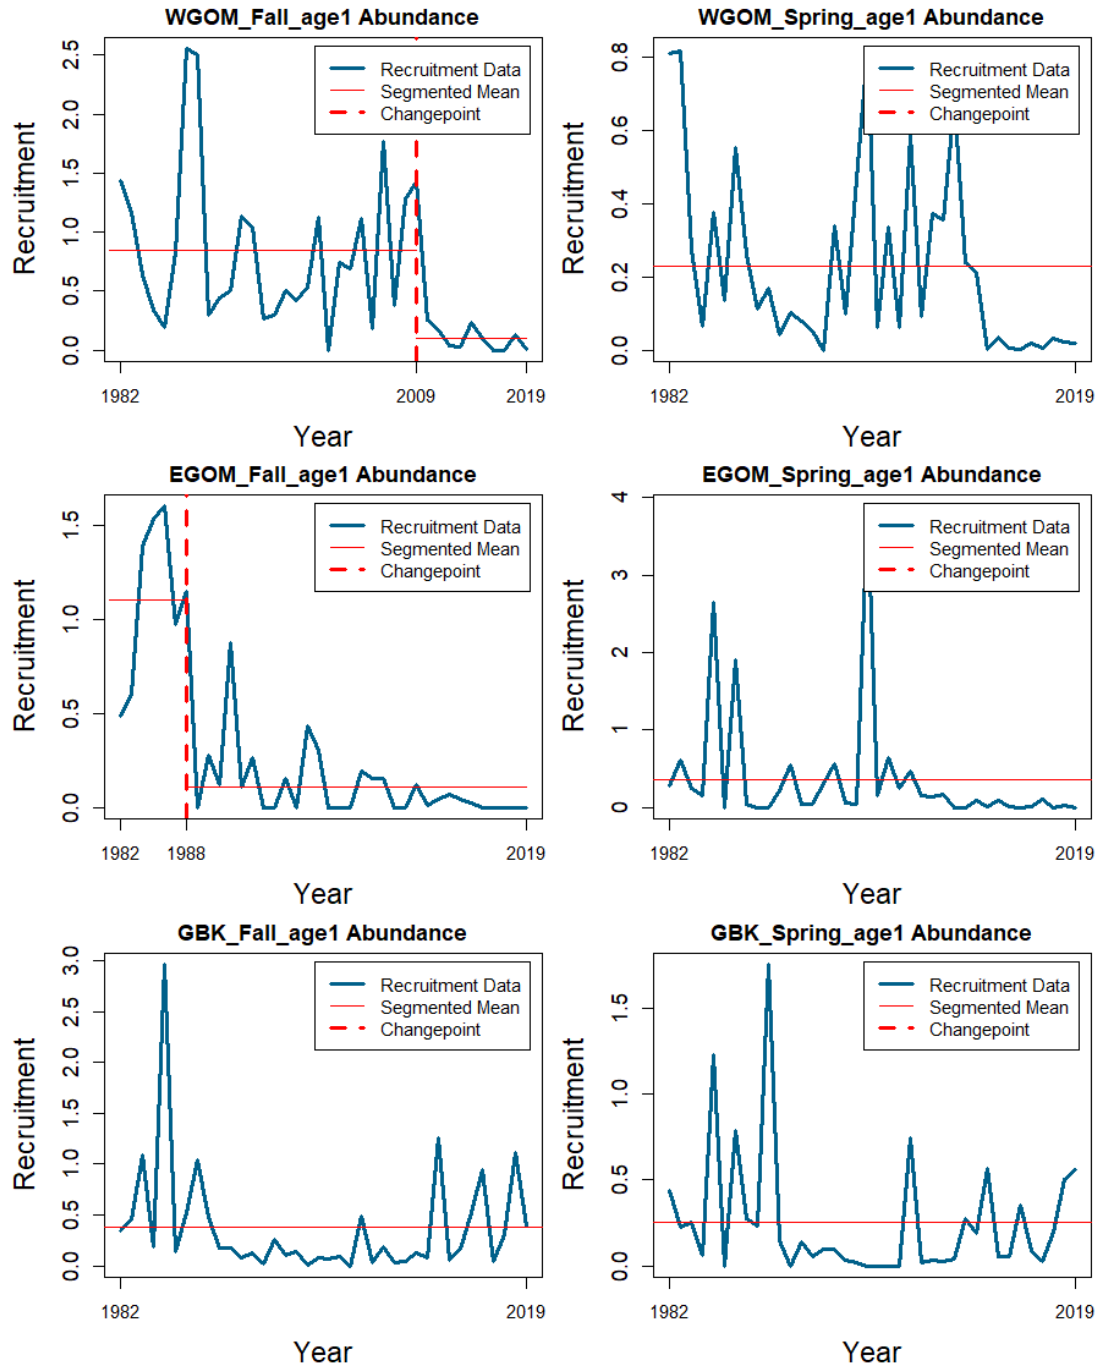 WGOM_Fall_age1 Abundance
Recruitment
2.5
2.0
1.5
1.0
0.5
0.0
Recruitment Data
Segmented Mean
Changepoint
1982
2009
2019
Year
WGOM_Spring_age1 Abundance
Recruitment
0.8
0.6
0.4
0.2
0.0
Recruitment Data
Segmented Mean
Changepoint
1982
2019
Year
EGOM_Fall_age1 Abundance
Recruitment
1.5
1.0
0.5
0.0
Recruitment Data
Segmented Mean
Changepoint
1982
1988
2019
Year
EGOM_Spring_age1 Abundance
Recruitment
4
3
2
1
0
Recruitment Data
Segmented Mean
Changepoint
1982
2019
Year
GBK_Fall_age1 Abundance
Recruitment
3.0
2.5
2.0
1.5
1.0
0.5
0.0
Recruitment Data
Segmented Mean
Changepoint
1982
2019
Year
GBK_Spring_age1 Abundance
Recruitment
1.5
1.0
0.5
0.0
Recruitment Data
Segmented Mean
Changepoint
1982
2019
Year